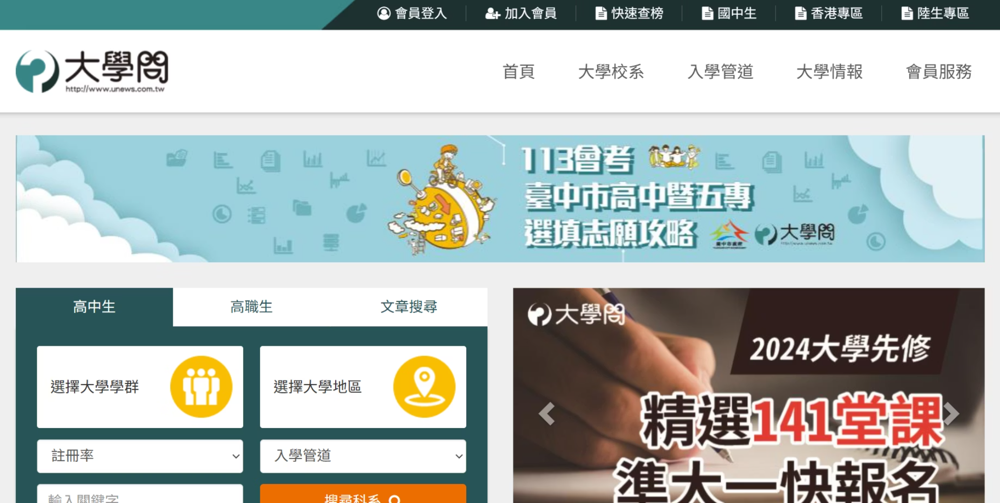 會員登入
加入會員
快速查榜
國中生
香港專區
陸生專區
大學問
http://www.unews.com.tw
首頁
大學校系
入學管道
大學情報
會員服務
113會考
臺中市高中暨五專
選填志願攻略
臺中市政府
大學問
高中生
高職生
文章搜尋
選擇大學學群
選擇大學地區
註冊率
入學管道
輸入關鍵字
搜尋科系
大學問
2024大學先修
精選141堂課
準大一快報名